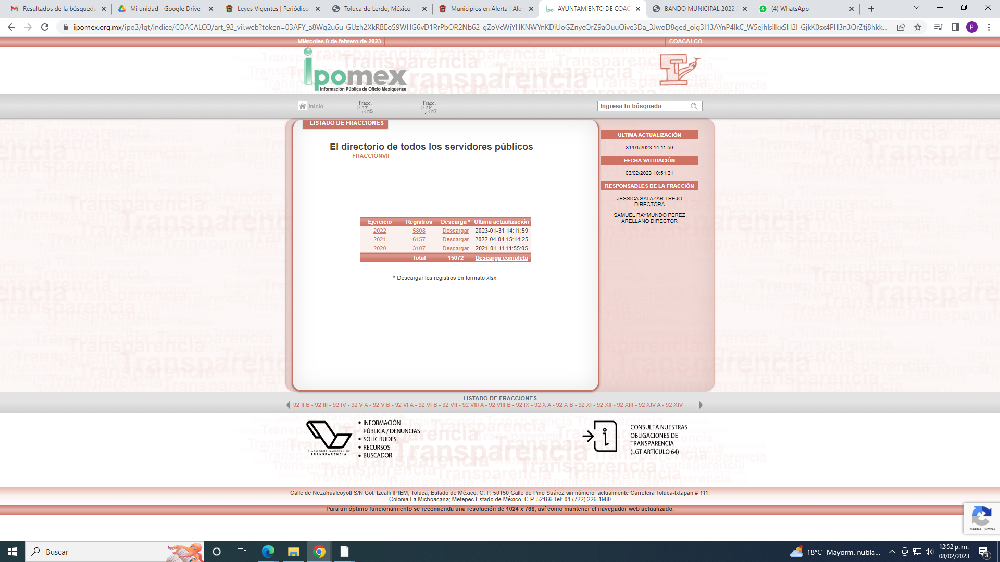 Resultados de la búsqueda
Mi unidad - Google Drive
Leyes Vigentes | Periódico
Toluca de Lerdo, México
Municipios en Alerta | Aler
AYUNTAMIENTO DE COAC
BANDO MUNICIPAL 2022
(4) WhatsApp
ipomex.org.mx/ipo3/lgt/indice/COACALCO/art_92_vii.web?token=03AFY_a8Wg2u6u-GUzh2XkRBEoS9WHG6vD1RrPbOR2Nb62-gZoVcWjYHKNWYnKDiUoGZnycQrZ9aOuuQive3Da_3JwoD8ged_oig3I13AYnP4IkC_W5ejhlsiIkxSH2I-GjkK0sx4PH3n3OrZtj8hkk...
P
Miércoles 8 de febrero de 2023
COACALCO
ipomex
Información Pública de Oficio Mexiquense
Inicio
Fracc.
2015
Fracc.
2017
Ingresa tu búsqueda
LISTADO DE FRACCIONES
El directorio de todos los servidores públicos
FRACCIÓNVII
Ejercicio Registros Descarga * Ultima actualización
2022 5808 Descargar 2023-01-31 14:11:59
2021 6157 Descargar 2022-04-04 15:14:25
2020 3107 Descargar 2021-01-11 11:55:05
Total 15072 Descarga completa
* Descargar los registros en formato xlsx.
ULTIMA ACTUALIZACIÓN
31/01/2023 14:11:59
FECHA VALIDACIÓN
03/02/2023 10:51:31
RESPONSABLES DE LA FRACCIÓN
JESSICA SALAZAR TREJO
DIRECTORA
SAMUEL RAYMUNDO PEREZ
ARELLANO DIRECTOR
LISTADO DE FRACCIONES
92 II B - 92 III - 92 IV - 92 V A - 92 V B - 92 VI A - 92 VI B - 92 VII - 92 VIII A - 92 VIII B - 92 IX - 92 X A - 92 X B - 92 XI - 92 XII - 92 XIII - 92 XIV A - 92 XIV
PLATAFORMA NACIONAL DE
TRANSPARENCIA
• INFORMACIÓN
PÚBLICA / DENUNCIAS
• SOLICITUDES
• RECURSOS
• BUSCADOR
CONSULTA NUESTRAS
OBLIGACIONES DE
TRANSPARENCIA
(LGT ARTÍCULO 64)
Calle de Nezahualcoyotl S/N Col. Izcalli IPIEM, Toluca, Estado de México. C. P. 50150 Calle de Pino Suárez sin número, actualmente Carretera Toluca-Ixtapan # 111,
Colonia La Michoacana; Metepec Estado de México, C.P. 52166 Tel: 01 (722) 226 1980
Para un óptimo funcionamiento se recomienda una resolución de 1024 x 768, así como mantener el navegador web actualizado.
Privacidad - Términos
Buscar
18°C Mayorm. nubla...
12:52 p. m.
08/02/2023
3